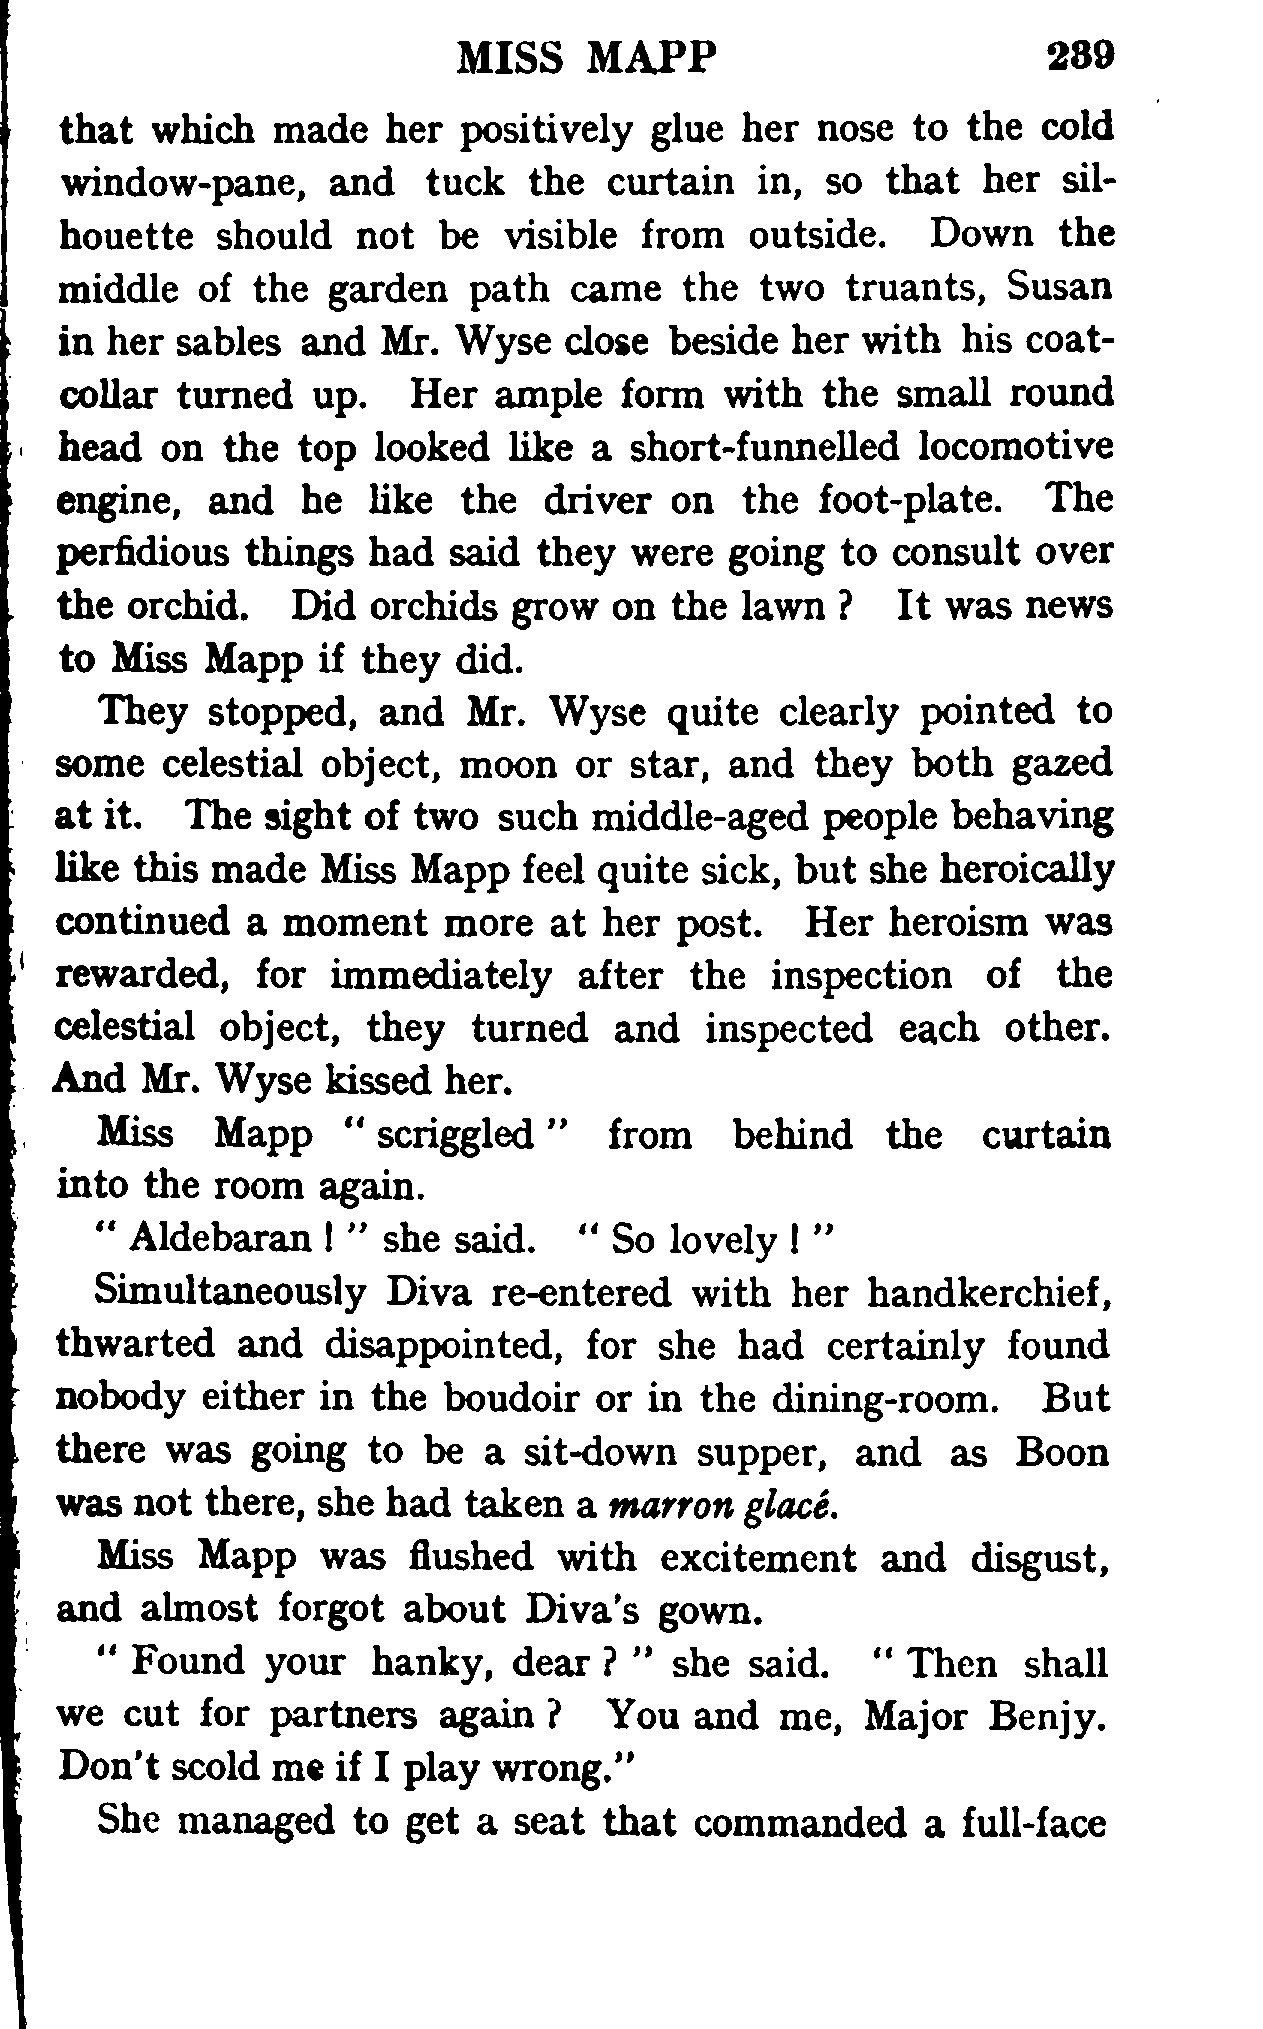 MISS MAPP 289
that which made her positively glue her nose to the cold
window-pane, and tuck the curtain in, so that her sil-
houette should not be visible from outside. Down the
middle of the garden path came the two truants, Susan
in her sables and Mr. Wyse close beside her with his coat-
collar turned up. Her ample form with the small round
head on the top looked like a short-funnelled locomotive
engine, and he like the driver on the foot-plate. The
perfidious things had said they were going to consult over
the orchid. Did orchids grow on the lawn ? It was news
to Miss Mapp if they did.
They stopped, and Mr. Wyse quite clearly pointed to
some celestial object, moon or star, and they both gazed
at it. The sight of two such middle-aged people behaving
like this made Miss Mapp feel quite sick, but she heroically
continued a moment more at her post. Her heroism was
rewarded, for immediately after the inspection of the
celestial object, they turned and inspected each other.
And Mr. Wyse kissed her.
Miss Mapp " scriggled " from behind the curtain
into the room again.
" Aldebaran ! " she said. " So lovely ! "
Simultaneously Diva re-entered with her handkerchief,
thwarted and disappointed, for she had certainly found
nobody either in the boudoir or in the dining-room. But
there was going to be a sit-down supper, and as Boon
was not there, she had taken a marron glacé.
Miss Mapp was flushed with excitement and disgust,
and almost forgot about Diva's gown.
" Found your hanky, dear ? " she said. " Then shall
we cut for partners again ? You and me, Major Benjy.
Don't scold me if I play wrong."
She managed to get a seat that commanded a full-face